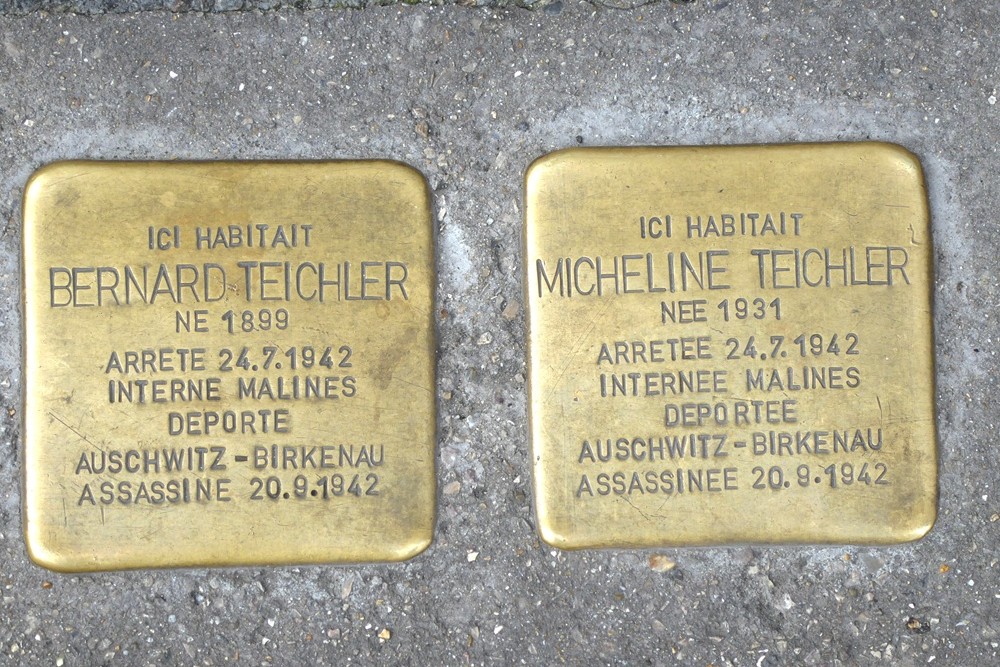 ICI HABITAIT
BERNARD TEICHLER
NE 1899
ARRETE 24.7.1942
INTERNE MALINES
DEPORTE
AUSCHWITZ-BIRKENAU
ASSASSINE 20.9.1942
ICI HABITAIT
MICHELINE TEICHLER
NEE 1931
ARRETEE 24.7.1942
INTERNEE MALINES
DEPORTEE
AUSCHWITZ-BIRKENAU
ASSASSINEE 20.9.1942